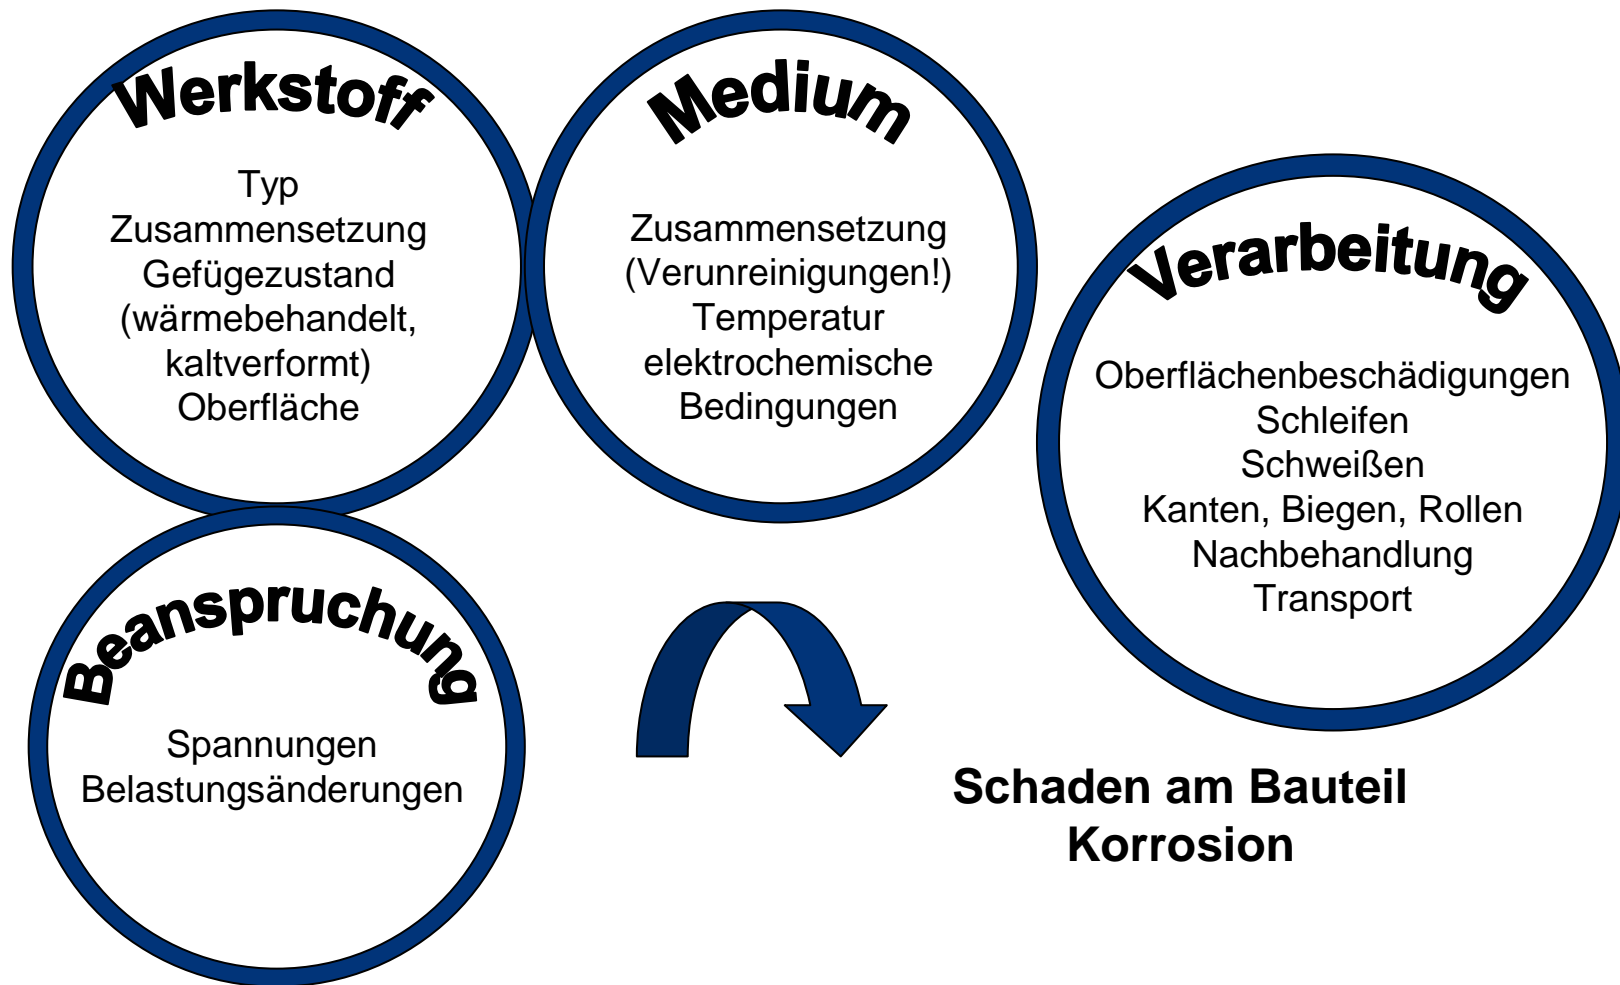 Werkstoff
Typ
Zusammensetzung
Gefügezustand
(wärmebehandelt,
kaltverformt)
Oberfläche
Medium
Zusammensetzung
(Verunreinigungen!)
Temperatur
elektrochemische
Bedingungen
Verarbeitung
Oberflächenbeschädigungen
Schleifen
Schweißen
Kanten, Biegen, Rollen
Nachbehandlung
Transport
Beanspruchung
Spannungen
Belastungsänderungen
Schaden am Bauteil
Korrosion